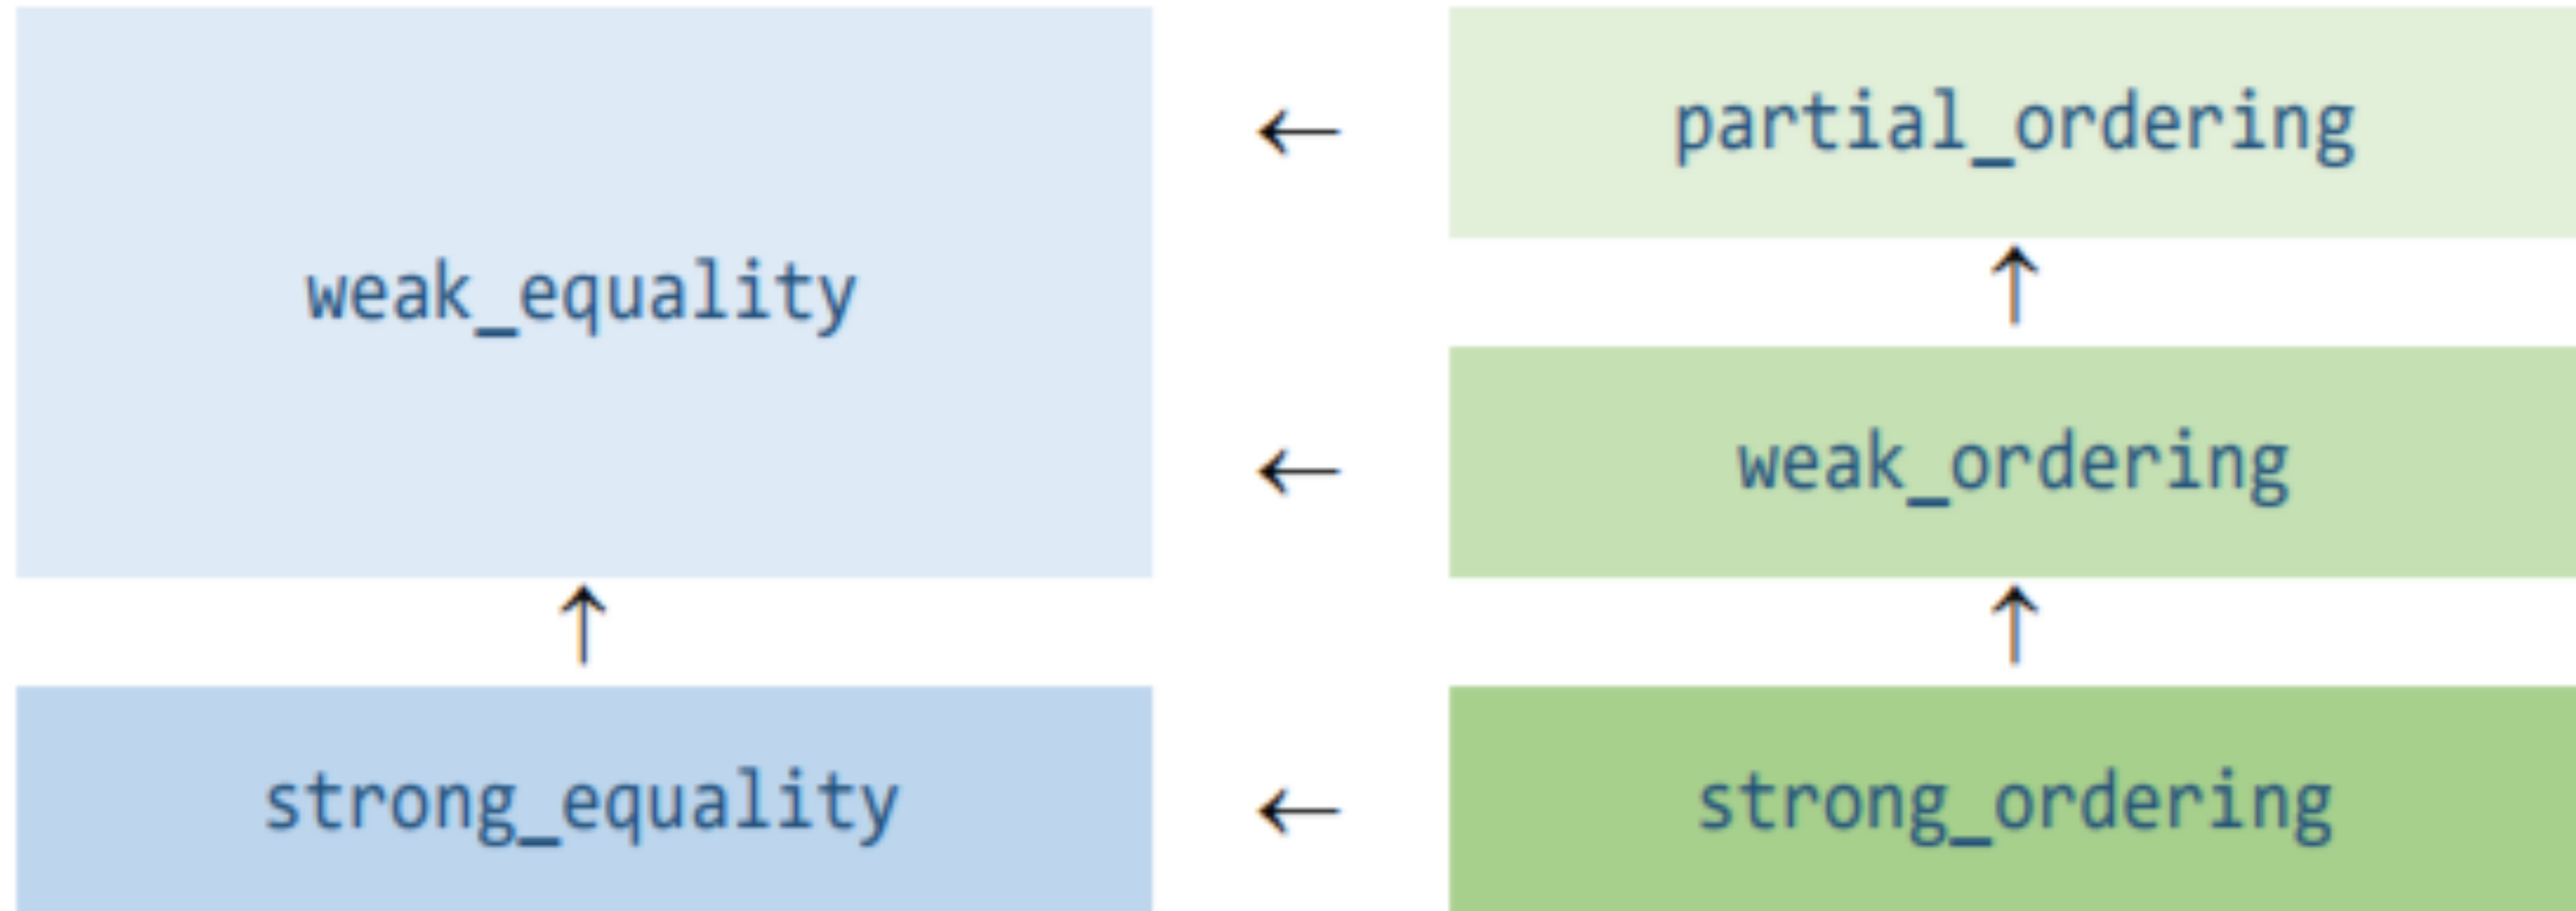 partial_ordering
weak_equality
weak_ordering
strong_equality
strong_ordering